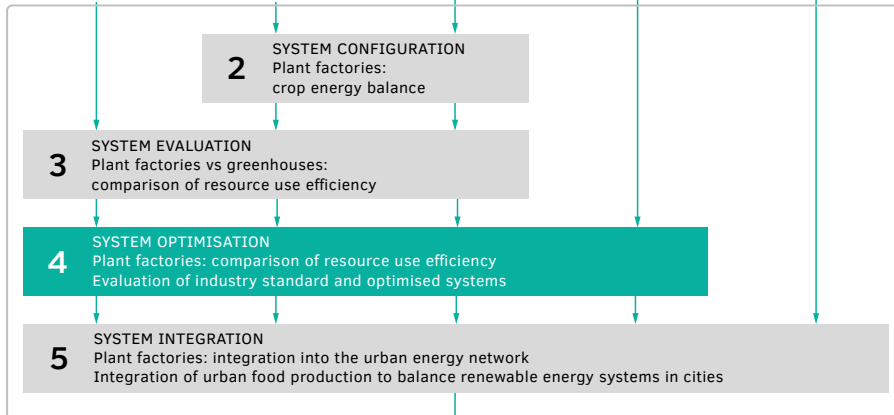 2
SYSTEM CONFIGURATION
Plant factories:
crop energy balance
3
SYSTEM EVALUATION
Plant factories vs greenhouses:
comparison of resource use efficiency
4
SYSTEM OPTIMISATION
Plant factories: comparison of resource use efficiency
Evaluation of industry standard and optimised systems
5
SYSTEM INTEGRATION
Plant factories: integration into the urban energy network
Integration of urban food production to balance renewable energy systems in cities